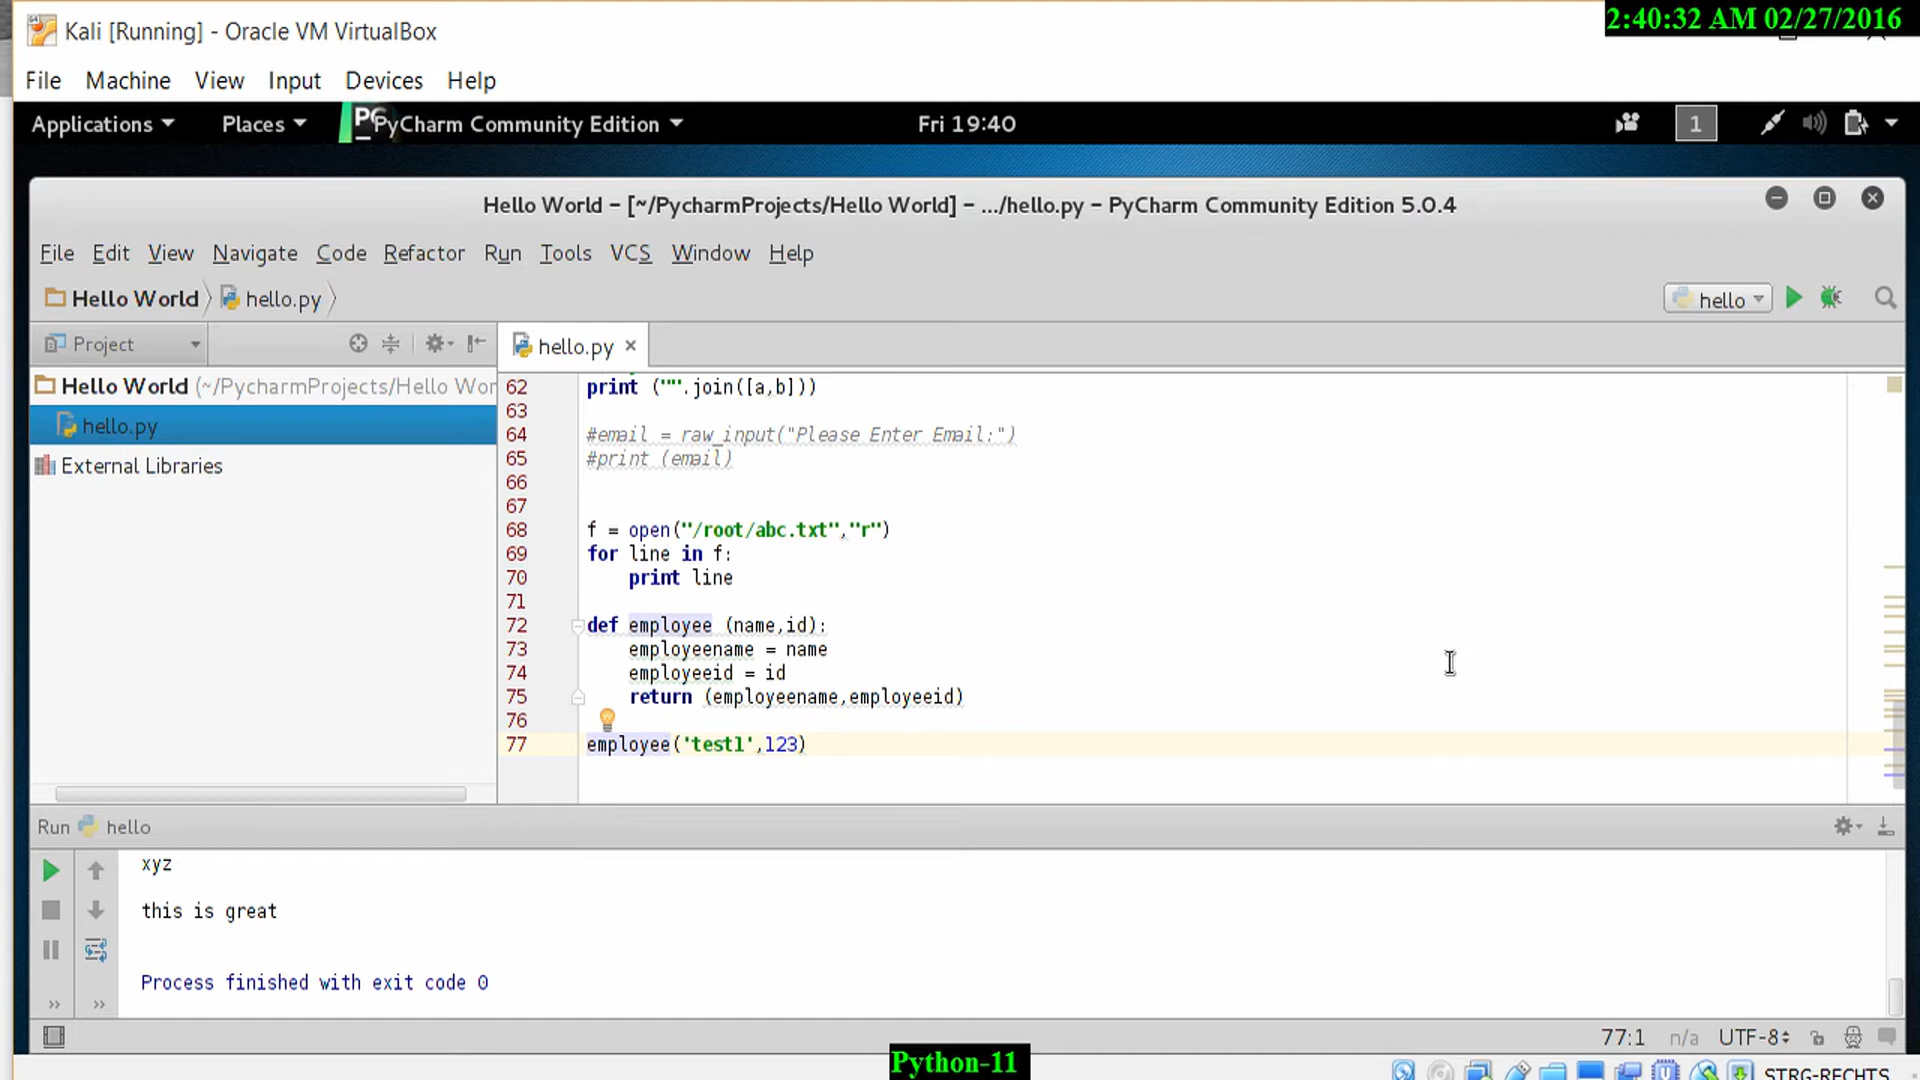 2:40:32 AM 02/27/2016
Kali [Running] - Oracle VM VirtualBox
File Machine View Input Devices Help
Applications Places PyCharm Community Edition Fri 19:40 1
Hello World – [~/PycharmProjects/Hello World] – .../hello.py – PyCharm Community Edition 5.0.4
File Edit View Navigate Code Refactor Run Tools VCS Window Help
Hello World hello.py hello
Project hello.py
Hello World (~/PycharmProjects/Hello Wor
hello.py
External Libraries
62 print ("".join([a,b]))
63
64 #email = raw_input("Please Enter Email:")
65 #print (email)
66
67
68 f = open("/root/abc.txt","r")
69 for line in f:
70 print line
71
72 def employee (name,id):
73 employeename = name
74 employeeid = id
75 return (employeename,employeeid)
76
77 employee('test1',123)
Run hello
xyz
this is great
Process finished with exit code 0
77:1 n/a UTF-8
Python-11
STRG-RECHTS